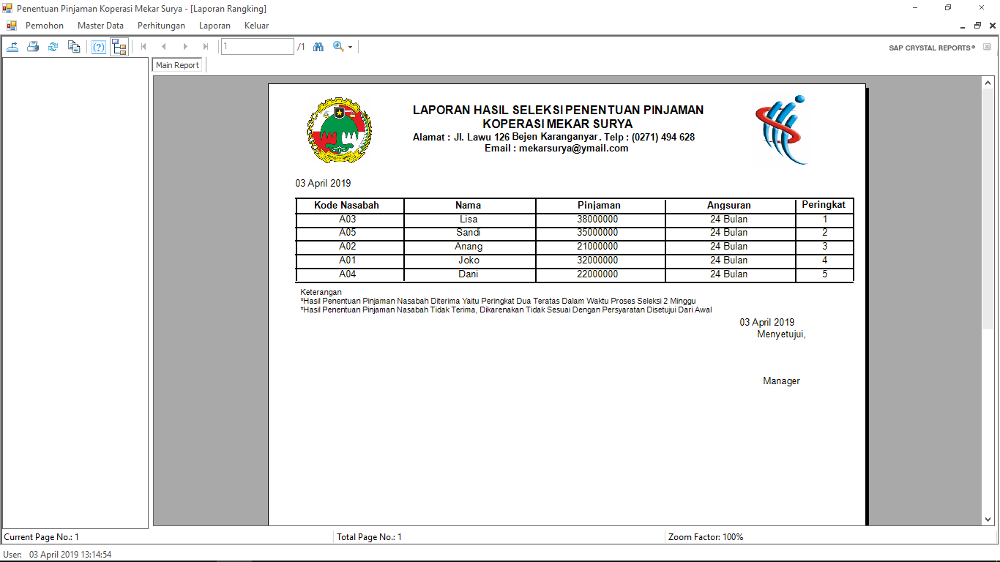 Penentuan Pinjaman Koperasi Mekar Surya - [Laporan Rangking]
Pemohon Master Data Perhitungan Laporan Keluar
1 /1 SAP CRYSTAL REPORTS®
Main Report
LAPORAN HASIL SELEKSI PENENTUAN PINJAMAN
KOPERASI MEKAR SURYA
Alamat : Jl. Lawu 126 Bejen Karanganyar. Telp : (0271) 494 628
Email : mekarsurya@ymail.com
03 April 2019
Kode Nasabah Nama Pinjaman Angsuran Peringkat
A03 Lisa 38000000 24 Bulan 1
A05 Sandi 35000000 24 Bulan 2
A02 Anang 21000000 24 Bulan 3
A01 Joko 32000000 24 Bulan 4
A04 Dani 22000000 24 Bulan 5
Keterangan
*Hasil Penentuan Pinjaman Nasabah Diterima Yaitu Peringkat Dua Teratas Dalam Waktu Proses Seleksi 2 Minggu
*Hasil Penentuan Pinjaman Nasabah Tidak Terima, Dikarenakan Tidak Sesuai Dengan Persyaratan Disetujui Dari Awal
03 April 2019
Menyetujui,
Manager
Current Page No.: 1 Total Page No.: 1 Zoom Factor: 100%
User: 03 April 2019 13:14:54